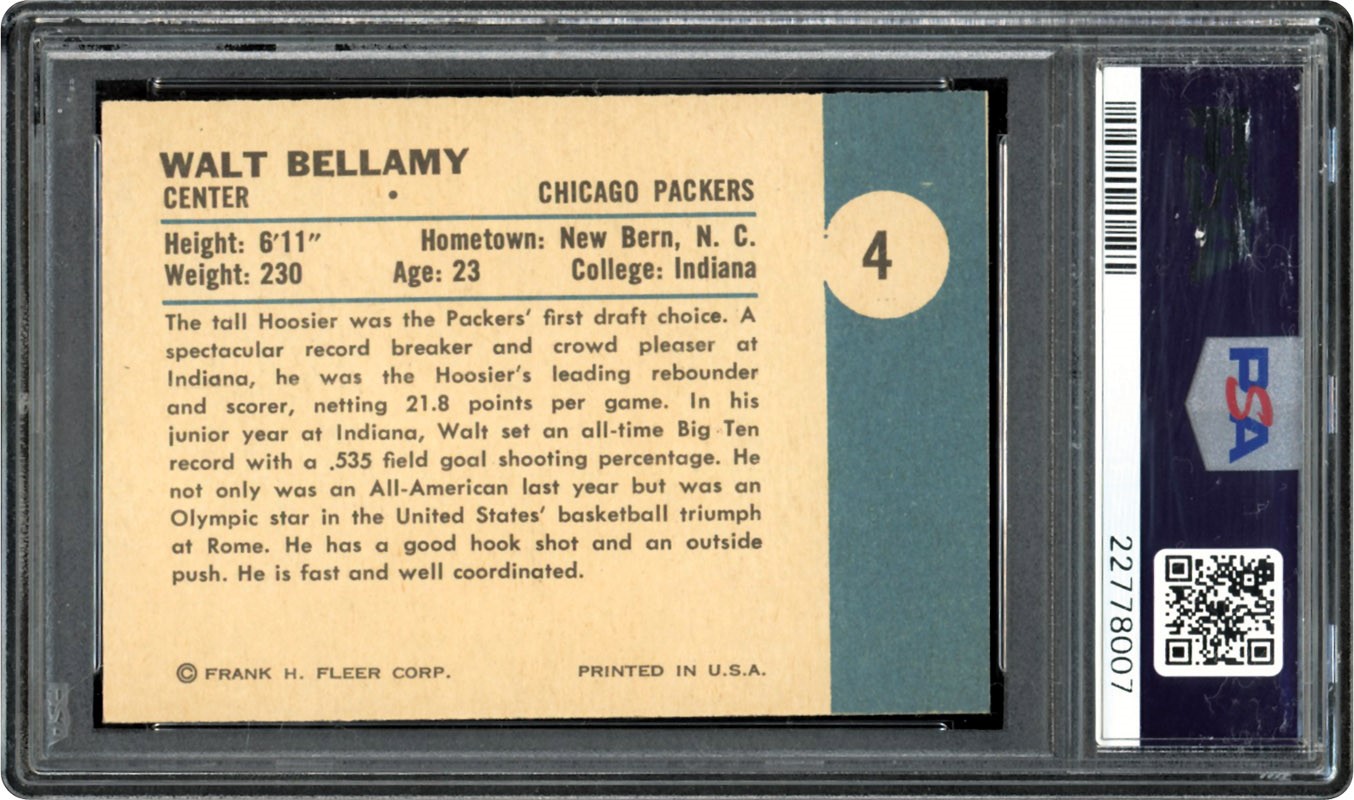 WALT BELLAMY
CENTER • CHICAGO PACKERS
Height: 6'11" Hometown: New Bern, N. C.
Weight: 230 Age: 23 College: Indiana
The tall Hoosier was the Packers' first draft choice. A
spectacular record breaker and crowd pleaser at
Indiana, he was the Hoosier's leading rebounder
and scorer, netting 21.8 points per game. In his
junior year at Indiana, Walt set an all-time Big Ten
record with a .535 field goal shooting percentage. He
not only was an All-American last year but was an
Olympic star in the United States' basketball triumph
at Rome. He has a good hook shot and an outside
push. He is fast and well coordinated.
© FRANK H. FLEER CORP. PRINTED IN U.S.A.
4
22778007
PSA